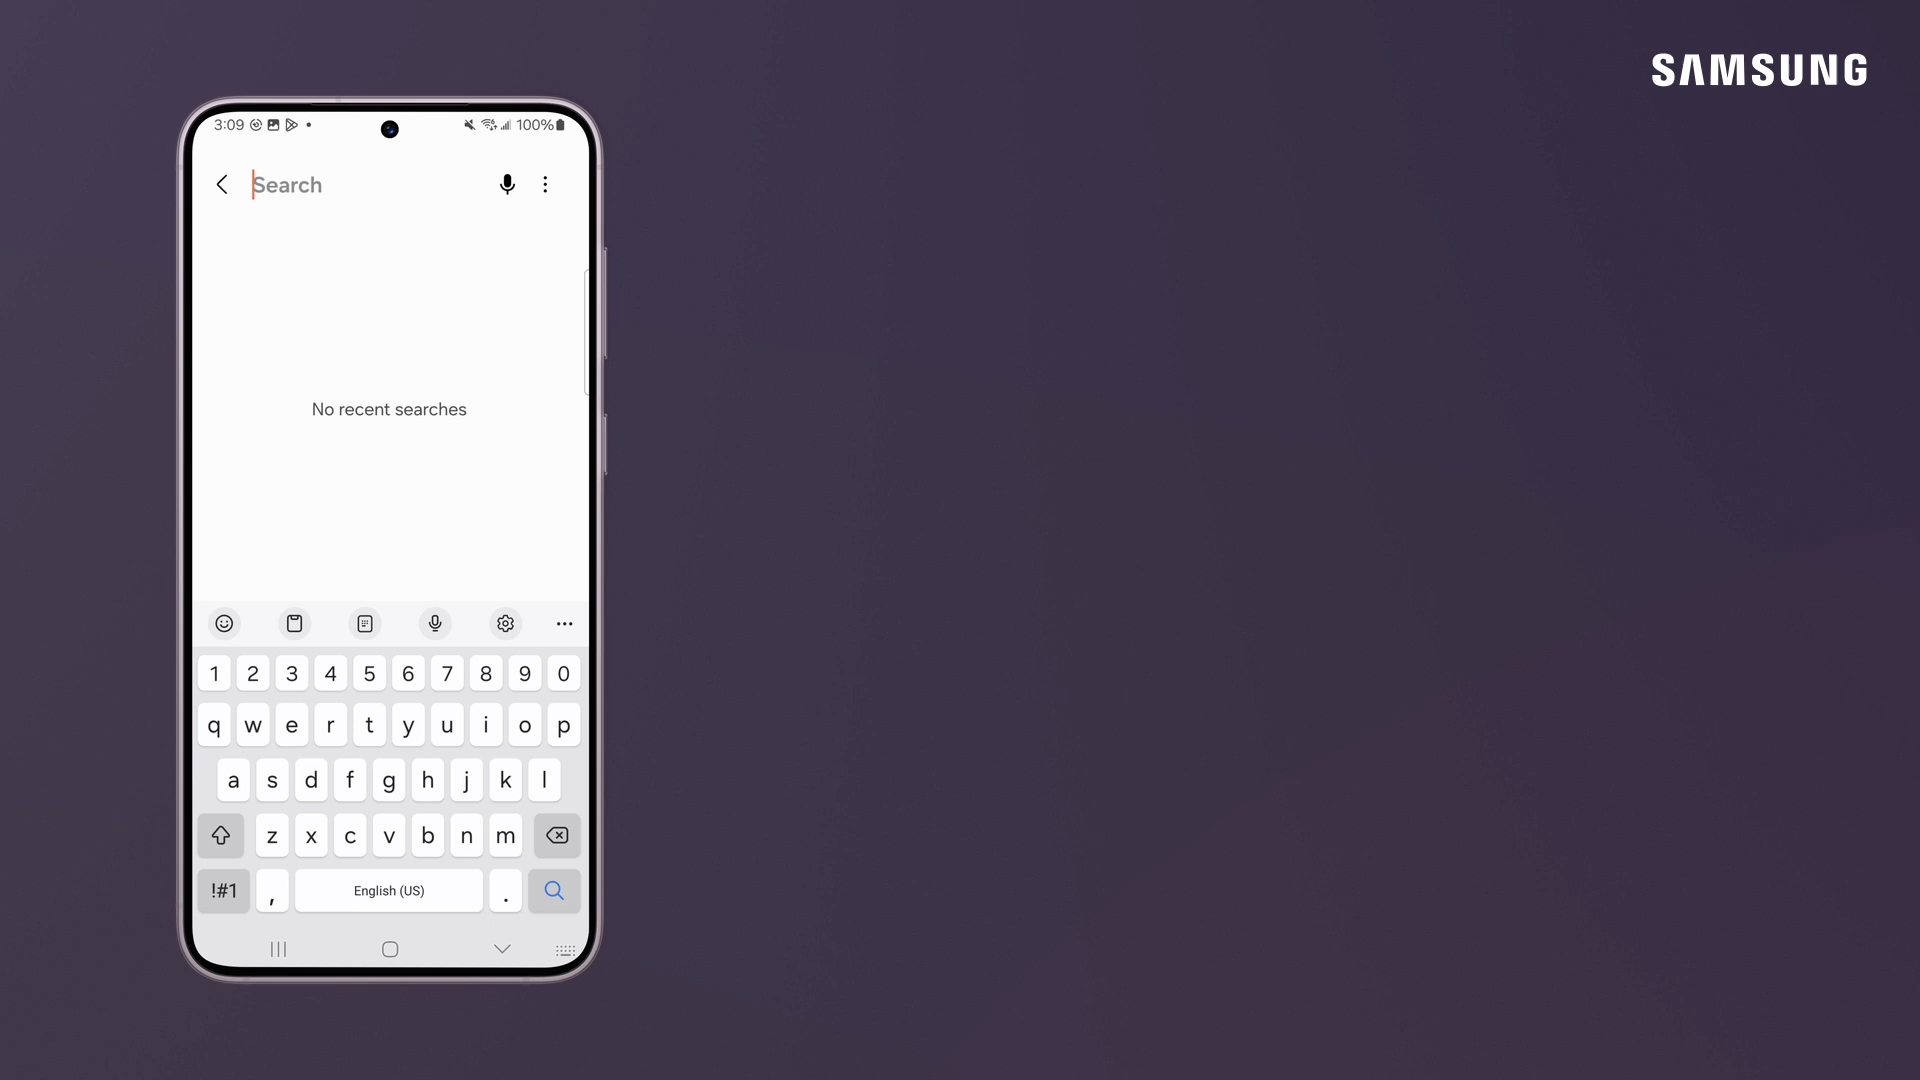 SAMSUNG
3:09 100%
Search
No recent searches
1 2 3 4 5 6 7 8 9 0
q w e r t y u i o p
a s d f g h j k l
z x c v b n m
!#1 , English (US) .